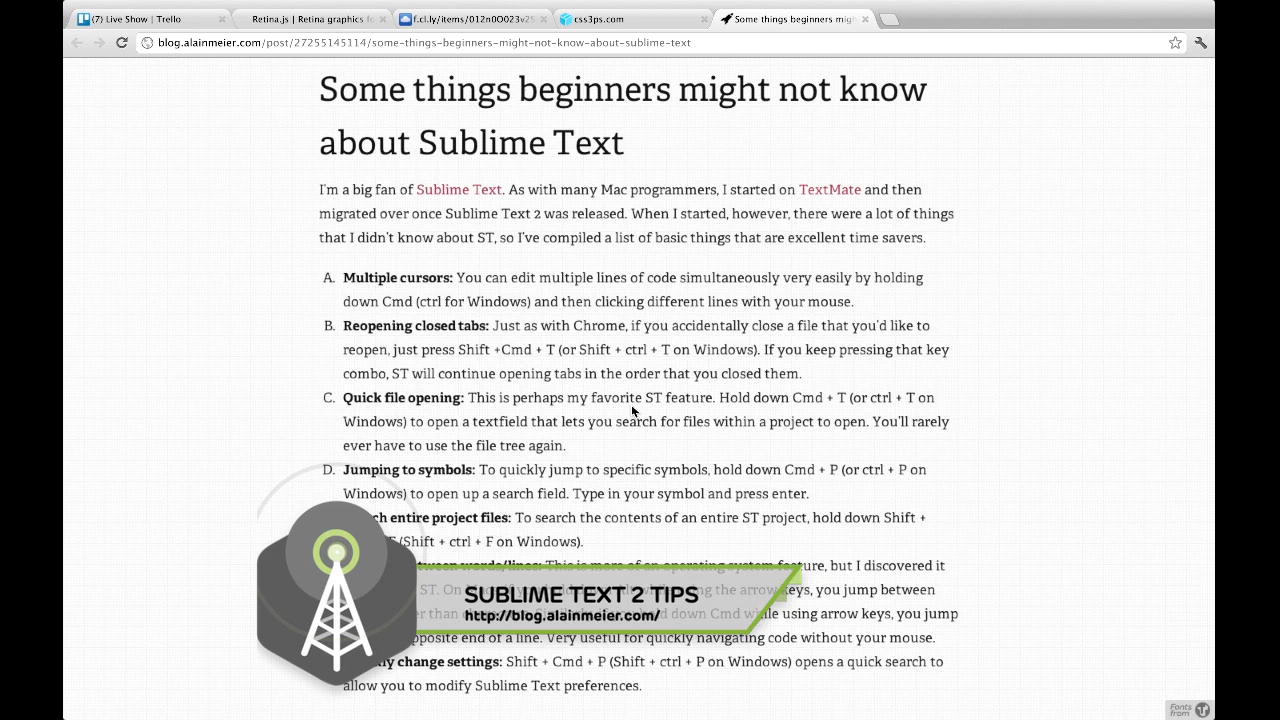 (7) Live Show | Trello
Retina.js | Retina graphics fo
f.cl.ly/items/012n0O023v25
css3ps.com
Some things beginners migh
blog.alainmeier.com/post/27255145114/some-things-beginners-might-not-know-about-sublime-text
Some things beginners might not know
about Sublime Text
I'm a big fan of Sublime Text. As with many Mac programmers, I started on TextMate and then
migrated over once Sublime Text 2 was released. When I started, however, there were a lot of things
that I didn't know about ST, so I've compiled a list of basic things that are excellent time savers.
A. Multiple cursors: You can edit multiple lines of code simultaneously very easily by holding
down Cmd (ctrl for Windows) and then clicking different lines with your mouse.
B. Reopening closed tabs: Just as with Chrome, if you accidentally close a file that you'd like to
reopen, just press Shift +Cmd + T (or Shift + ctrl + T on Windows). If you keep pressing that key
combo, ST will continue opening tabs in the order that you closed them.
C. Quick file opening: This is perhaps my favorite ST feature. Hold down Cmd + T (or ctrl + T on
Windows) to open a textfield that lets you search for files within a project to open. You'll rarely
ever have to use the file tree again.
D. Jumping to symbols: To quickly jump to specific symbols, hold down Cmd + P (or ctrl + P on
Windows) to open up a search field. Type in your symbol and press enter.
ch entire project files: To search the contents of an entire ST project, hold down Shift +
F (Shift + ctrl + F on Windows).
between words/lines: This is more of an operating system feature, but I discovered it
ST. On the arrow keys, you jump between
er than down Cmd while using arrow keys, you jump
opposite end of a line. Very useful for quickly navigating code without your mouse.
change settings: Shift + Cmd + P (Shift + ctrl + P on Windows) opens a quick search to
allow you to modify Sublime Text preferences.
SUBLIME TEXT 2 TIPS
http://blog.alainmeier.com/
Fonts
from